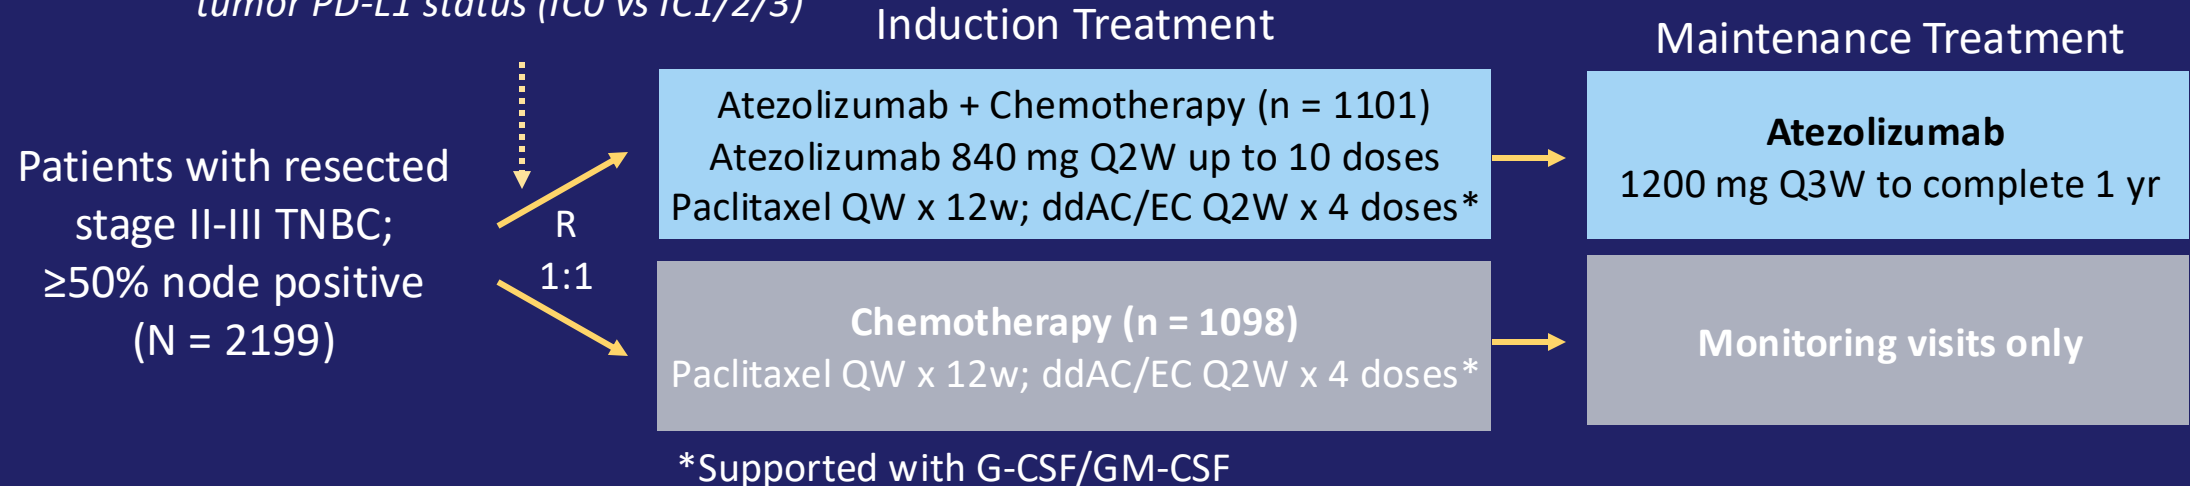 tumor PD-L1 status (IC0 vs IC1/2/3)
Induction Treatment
Maintenance Treatment
Patients with resected
stage II-III TNBC;
≥50% node positive
(N = 2199)
R
1:1
Atezolizumab + Chemotherapy (n = 1101)
Atezolizumab 840 mg Q2W up to 10 doses
Paclitaxel QW x 12w; ddAC/EC Q2W x 4 doses*
Atezolizumab
1200 mg Q3W to complete 1 yr
Chemotherapy (n = 1098)
Paclitaxel QW x 12w; ddAC/EC Q2W x 4 doses*
Monitoring visits only
*Supported with G-CSF/GM-CSF